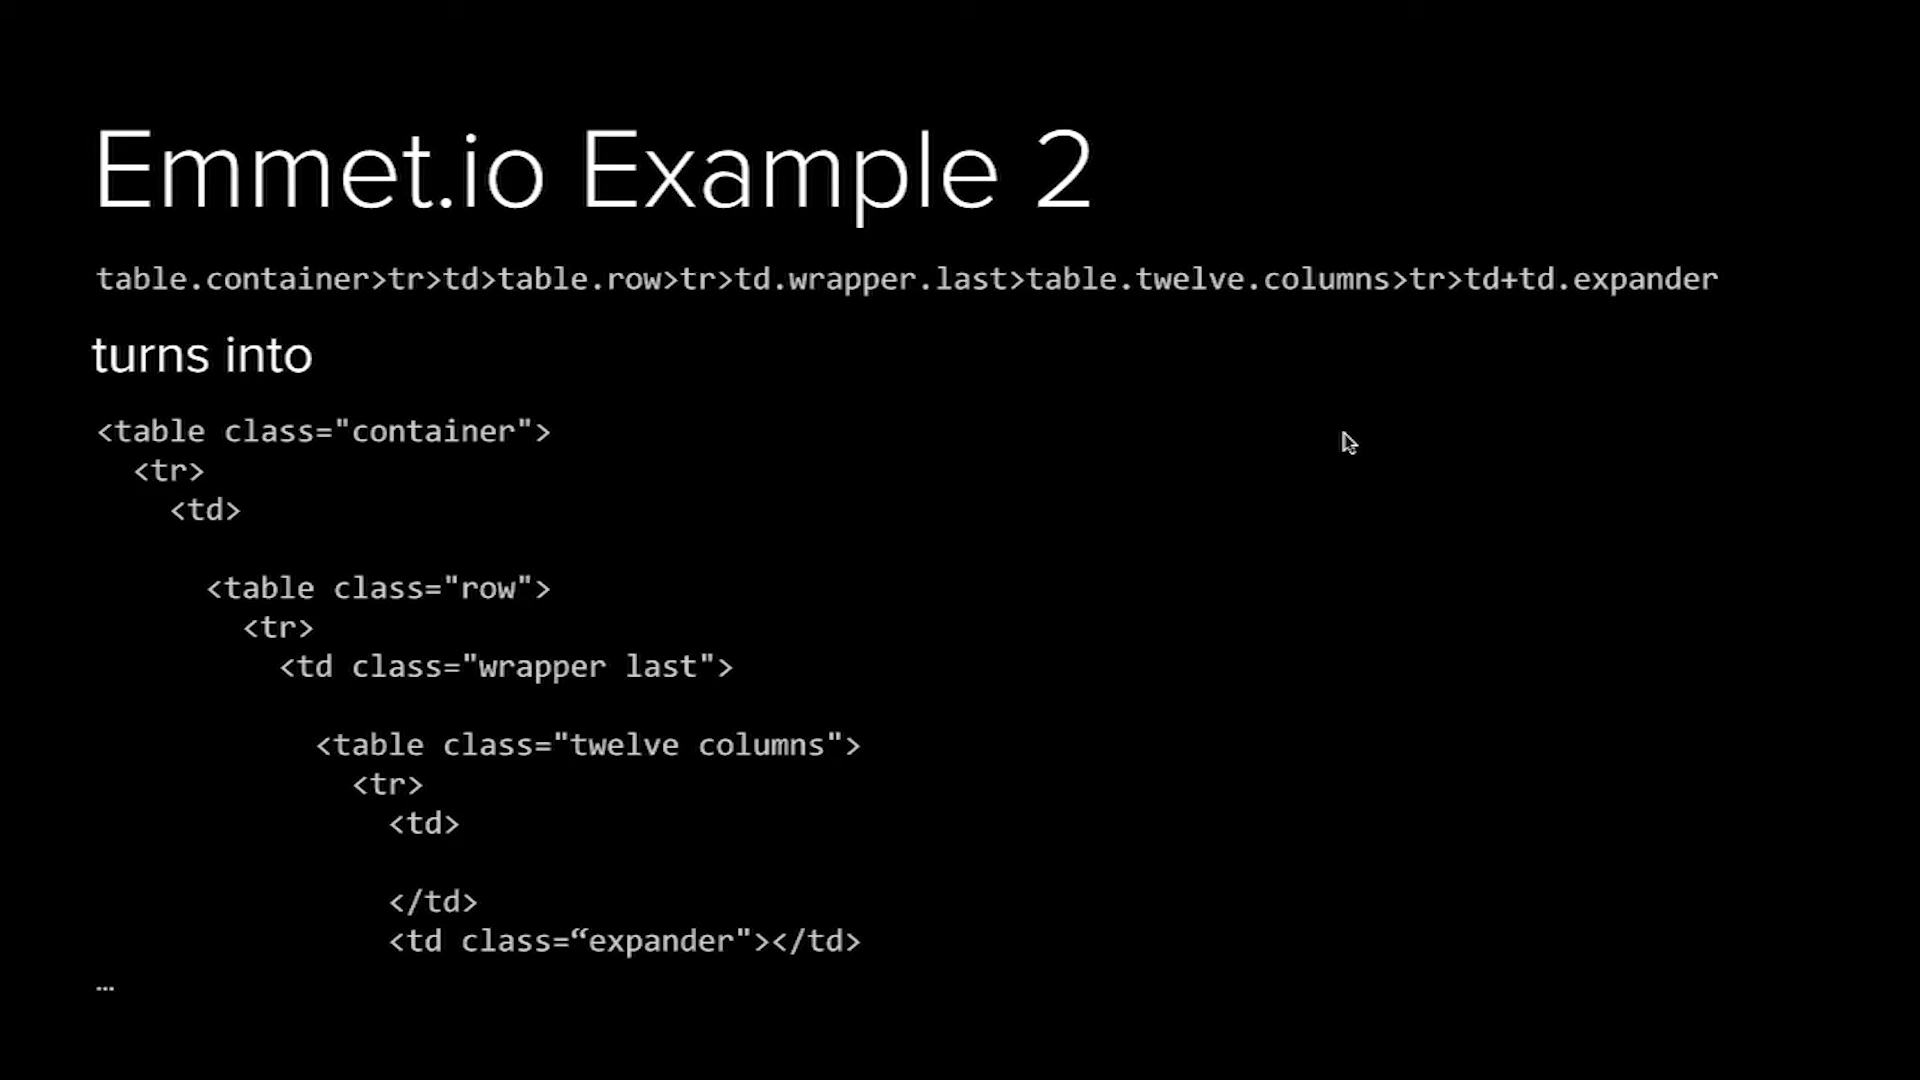 Emmet.io Example 2
table.container>tr>td>table.row>tr>td.wrapper.last>table.twelve.columns>tr>td+td.expander
turns into
<table class="container">
<tr>
<td>
<table class="row">
<tr>
<td class="wrapper last">
<table class="twelve columns">
<tr>
<td>
</td>
<td class=“expander"></td>
…